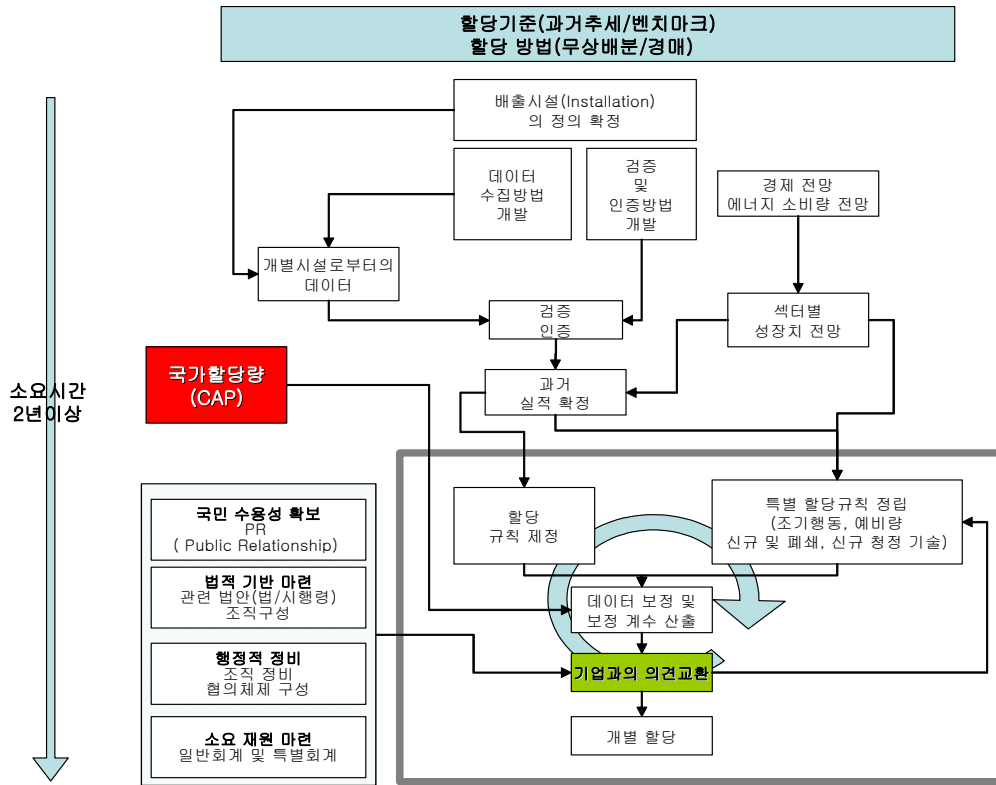 할당기준(과거추세/벤치마크)
할당 방법(무상배분/경매)
배출시설(Installation)
의 정의 확정
데이터
수집방법
개발
검증
및
인증방법
개발
경제 전망
에너지 소비량 전망
개별시설로부터의
데이터
검증
인증
섹터별
성장치 전망
국가할당량
(CAP)
과거
실적 확정
소요시간
2년이상
할당
규칙 제정
특별 할당규칙 정립
(조기행동, 예비량
신규 및 폐쇄, 신규 청정 기술)
국민 수용성 확보
PR
( Public Relationship)
법적 기반 마련
관련 법안(법/시행령)
조직구성
데이터 보정 및
보정 계수 산출
행정적 정비
조직 정비
협의체제 구성
기업과의 의견교환
소요 재원 마련
일반회계 및 특별회계
개별 할당